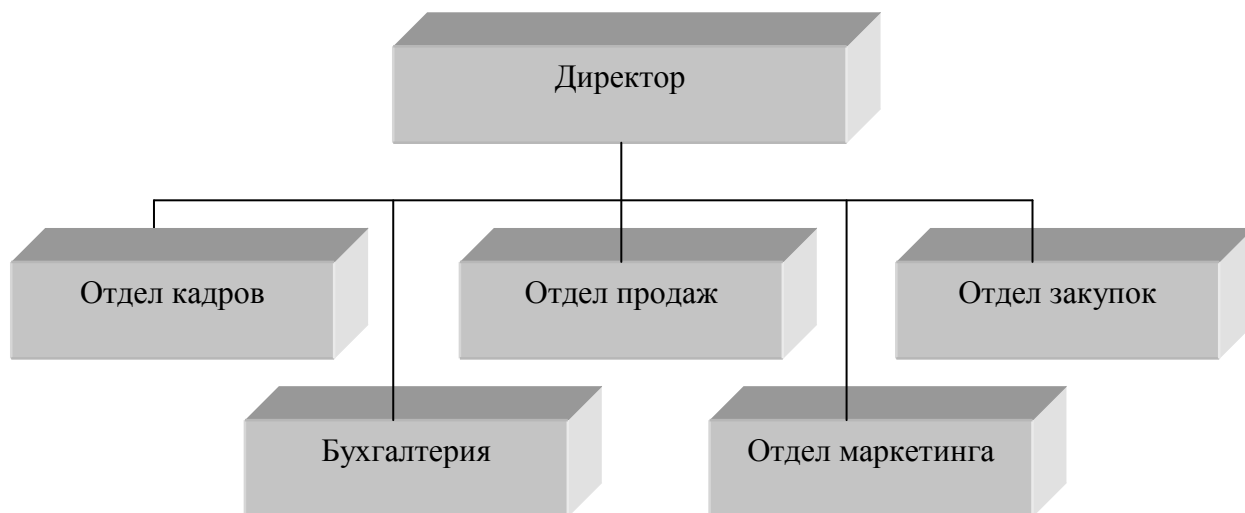 Директор
Отдел кадров
Отдел продаж
Отдел закупок
Бухгалтерия
Отдел маркетинга